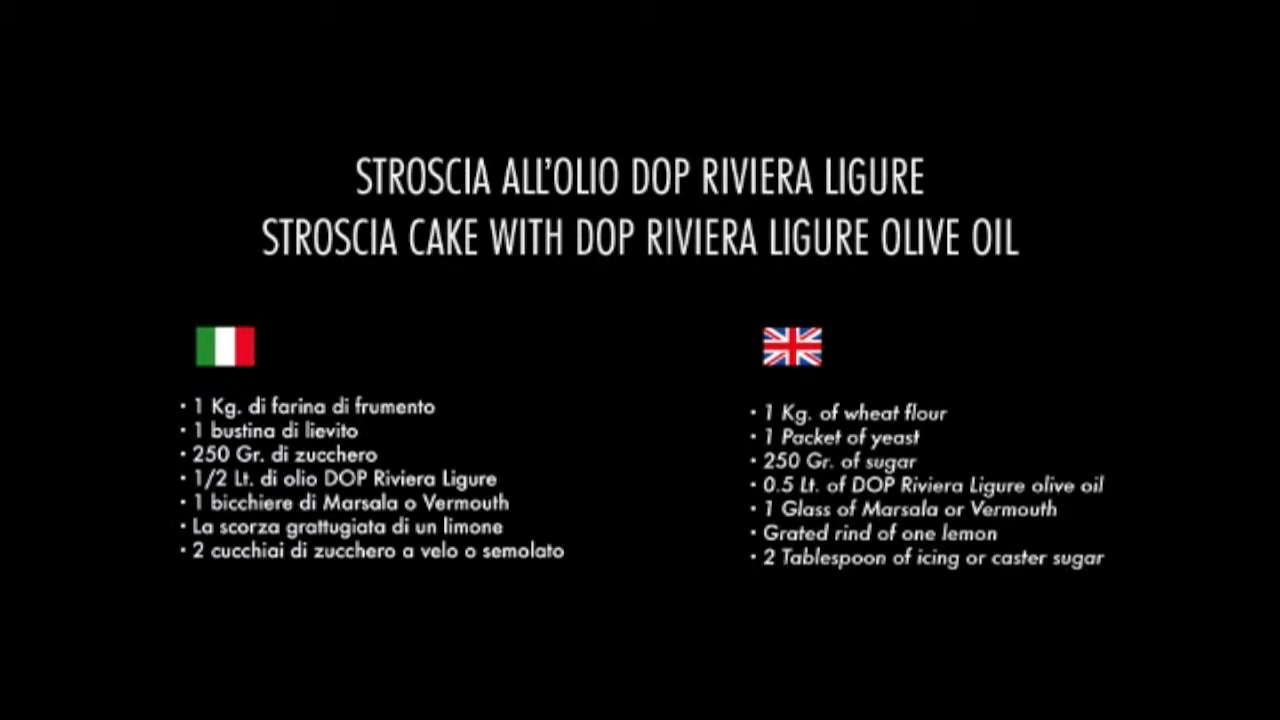 STROSCIA ALL'OLIO DOP RIVIERA LIGURE
STROSCIA CAKE WITH DOP RIVIERA LIGURE OLIVE OIL
• 1 Kg. di farina di frumento
• 1 bustina di lievito
• 250 Gr. di zucchero
• 1/2 Lt. di olio DOP Riviera Ligure
• 1 bicchiere di Marsala o Vermouth
• La scorza grattugiata di un limone
• 2 cucchiai di zucchero a velo o semolato
• 1 Kg. of wheat flour
• 1 Packet of yeast
• 250 Gr. of sugar
• 0.5 Lt. of DOP Riviera Ligure olive oil
• 1 Glass of Marsala or Vermouth
• Grated rind of one lemon
• 2 Tablespoon of icing or caster sugar